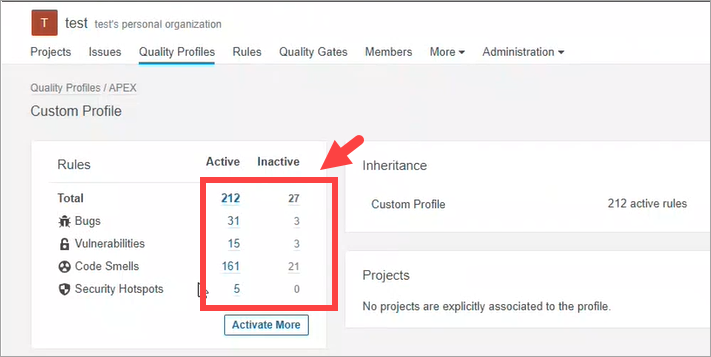 T test test's personal organization
Projects Issues Quality Profiles Rules Quality Gates Members More Administration
Quality Profiles / APEX
Custom Profile
Rules Active Inactive
Total 212 27
Bugs 31 3
Vulnerabilities 15 3
Code Smells 161 21
Security Hotspots 5 0
Activate More
Inheritance
Custom Profile 212 active rules
Projects
No projects are explicitly associated to the profile.